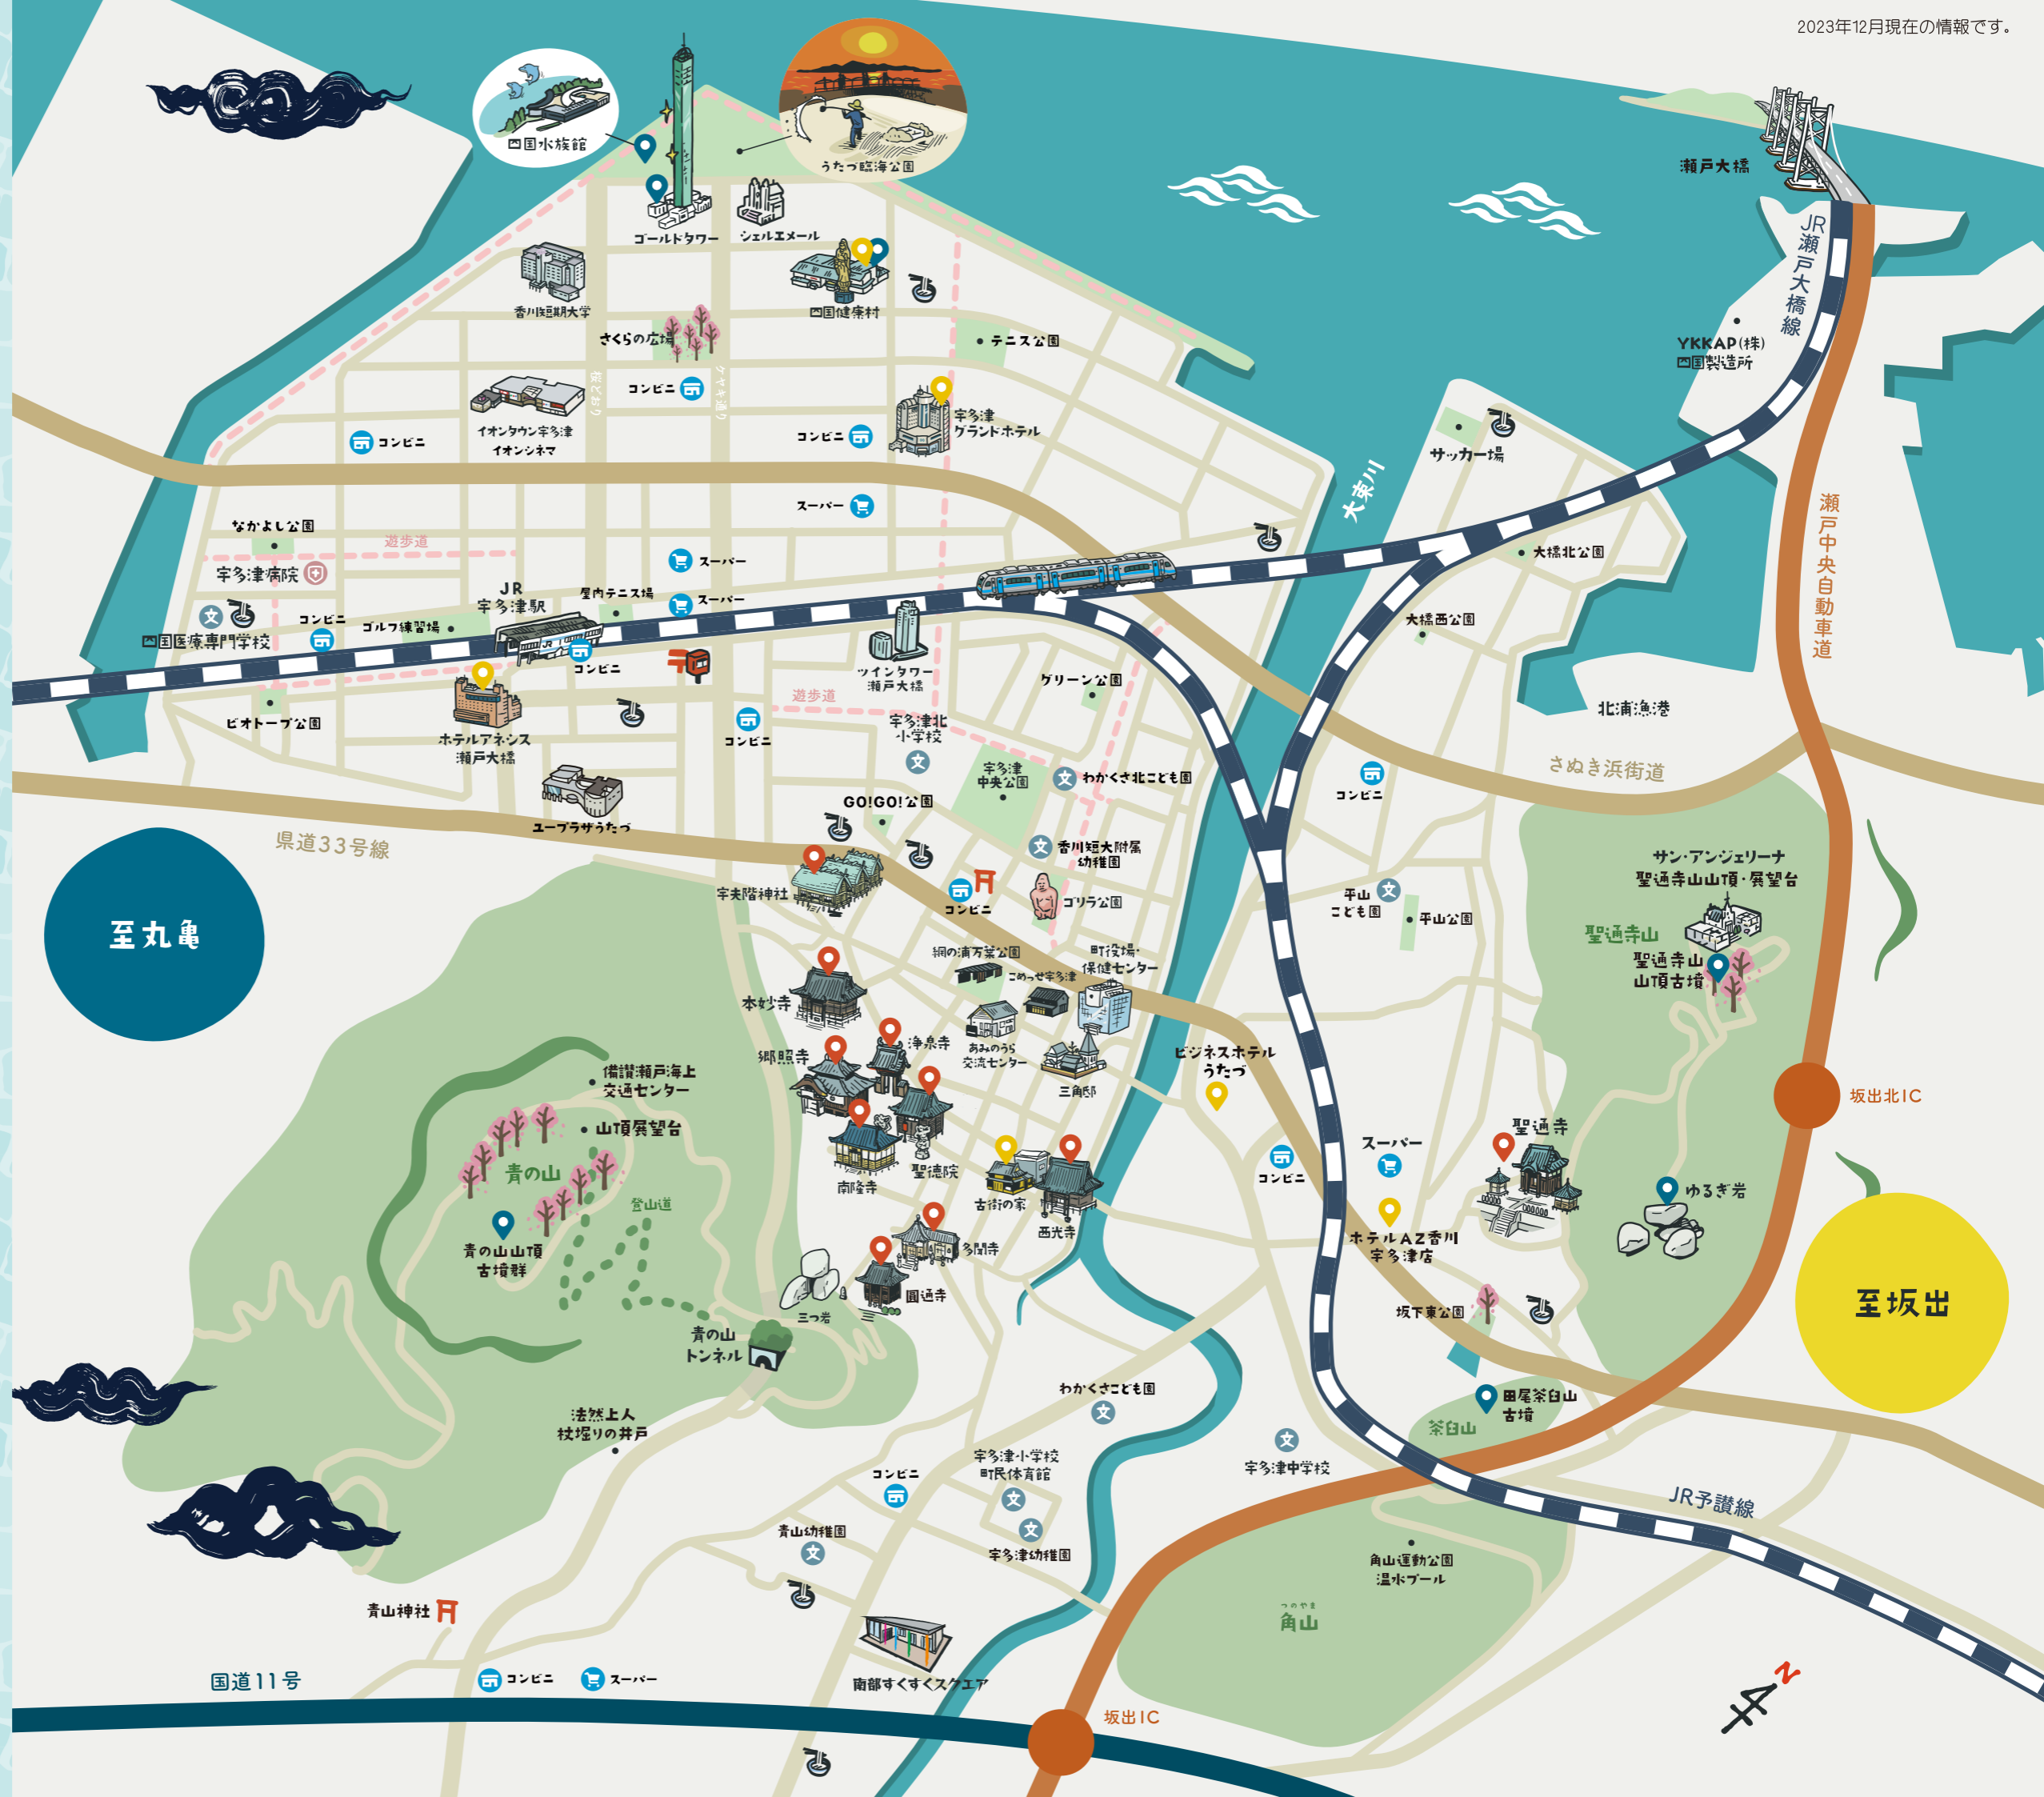 2023年12月現在の情報です。
四国水族館
うたづ臨海公園
瀬戸大橋
ゴールドタワー
シェルエメール
JR瀬戸大橋線
香川短期大学
四国健康村
さくらの広場
テニス公園
YKKAP(株)
四国製造所
桜どおり
ケヤキ通り
コンビニ
イオンタウン宇多津
イオンシネマ
コンビニ
コンビニ
宇多津
グランドホテル
サッカー場
大東川
スーパー
瀬戸中央自動車道
なかよし公園
遊歩道
宇多津病院
スーパー
大橋北公園
JR
宇多津駅
屋内テニス場
スーパー
文
四国医療専門学校
コンビニ
ゴルフ練習場
コンビニ
大橋西公園
ツインタワー
瀬戸大橋
グリーン公園
遊歩道
ビオトープ公園
北浦漁港
ホテルアネシス
瀬戸大橋
コンビニ
宇多津北
小学校
文
宇多津
中央公園
文
わかくさ北こども園
さぬき浜街道
コンビニ
ユープラザうたづ
GO!GO!公園
県道33号線
文
香川短大附属
幼稚園
サン・アンジェリーナ
聖通寺山山頂・展望台
宇夫階神社
コンビニ
ゴリラ公園
平山
こども園
文
平山公園
至丸亀
聖通寺山
聖通寺山
山頂古墳
網の浦万葉公園
こめっせ宇多津
町役場・
保健センター
本妙寺
郷照寺
浄泉寺
あみのうら
交流センター
三角邸
ビジネスホテル
うたづ
備讃瀬戸海上
交通センター
坂出北IC
山頂展望台
青の山
登山道
聖徳院
南隆寺
古街の家
西光寺
コンビニ
スーパー
聖通寺
ゆるぎ岩
青の山山頂
古墳群
多聞寺
圓通寺
三つ岩
ホテルAZ香川
宇多津店
至坂出
坂下東公園
青の山
トンネル
わかくさこども園
文
田尾茶臼山
古墳
茶臼山
法然上人
杖堀りの井戸
文
宇多津中学校
コンビニ
宇多津小学校
町民体育館
文
JR予讃線
青山幼稚園
文
文
宇多津幼稚園
角山運動公園
温水プール
青山神社
つのやま
角山
国道11号
コンビニ
スーパー
南部すくすくスクエア
坂出IC
N